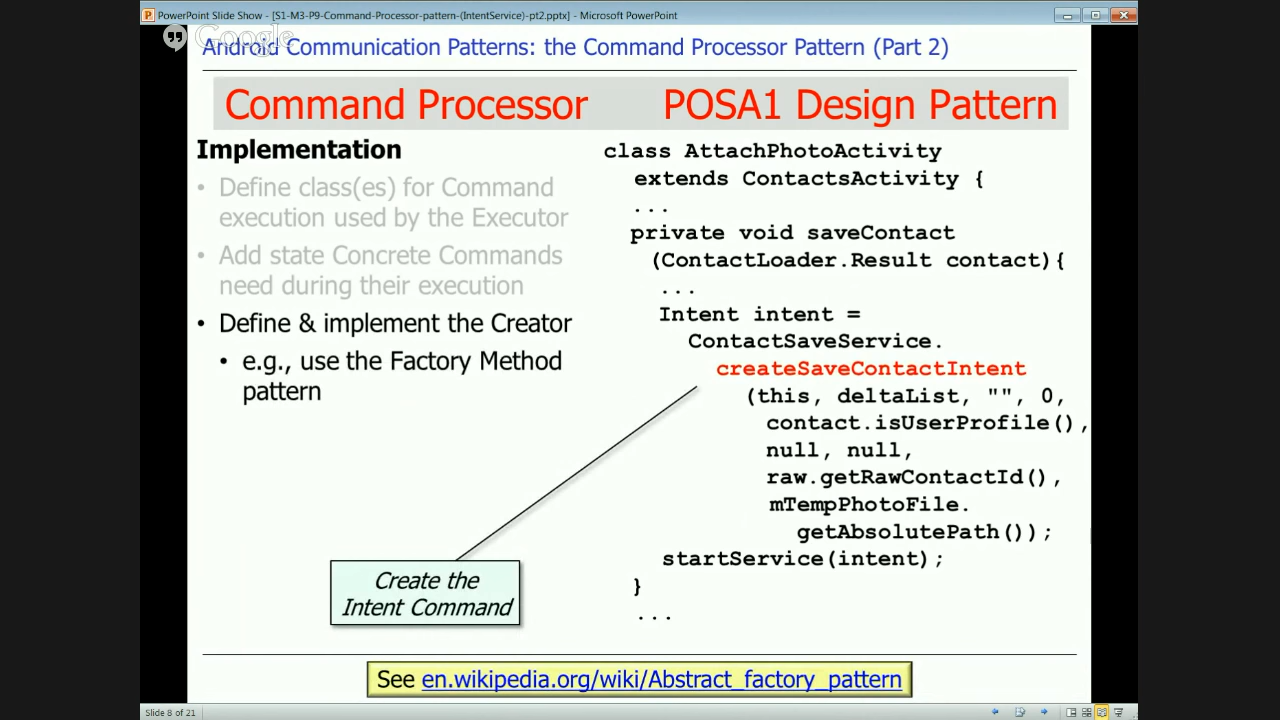 PowerPoint Slide Show - [S1-M3-P9-Command-Processor-pattern-(IntentService)-pt2.pptx] - Microsoft PowerPoint
Google
Android Communication Patterns: the Command Processor Pattern (Part 2)
Command Processor POSA1 Design Pattern
Implementation
• Define class(es) for Command
execution used by the Executor
• Add state Concrete Commands
need during their execution
• Define & implement the Creator
• e.g., use the Factory Method
pattern
class AttachPhotoActivity
extends ContactsActivity {
...
private void saveContact
(ContactLoader.Result contact){
...
Intent intent =
ContactSaveService.
createSaveContactIntent
(this, deltaList, "", 0,
contact.isUserProfile(),
null, null,
raw.getRawContactId(),
mTempPhotoFile.
getAbsolutePath());
startService(intent);
}
...
Create the
Intent Command
See en.wikipedia.org/wiki/Abstract_factory_pattern
Slide 8 of 21